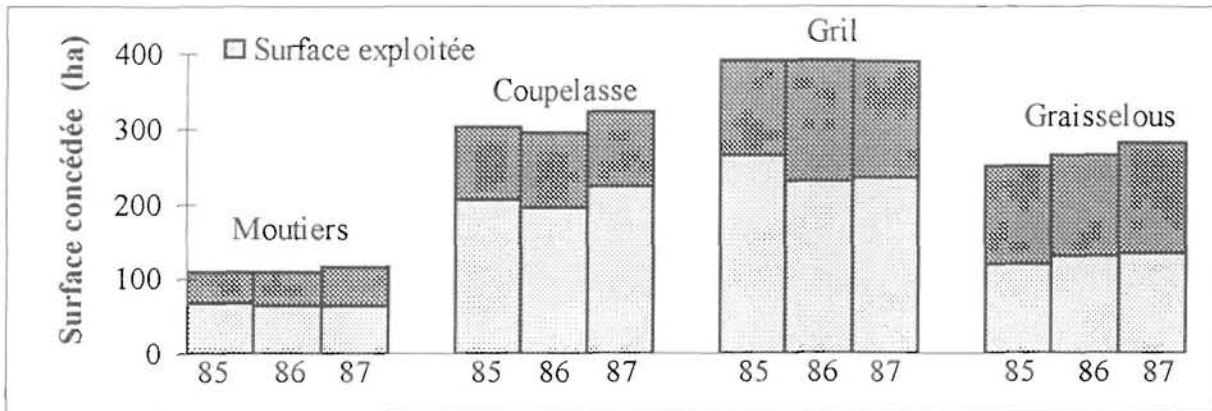 Surface concédée (ha)
400
300
200
100
0
Surface exploitée
Moutiers
Coupelasse
Gril
Graisselous
85 86 87
85 86 87
85 86 87
85 86 87